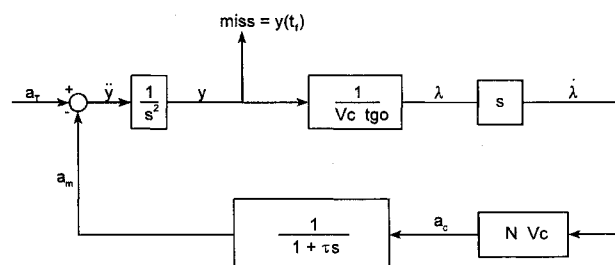 miss = y(t_f)
a_T
+
-
ÿ
1
s²
y
1
Vc tgo
λ
s
λ̇
a_m
1
1 + τs
a_c
N Vc